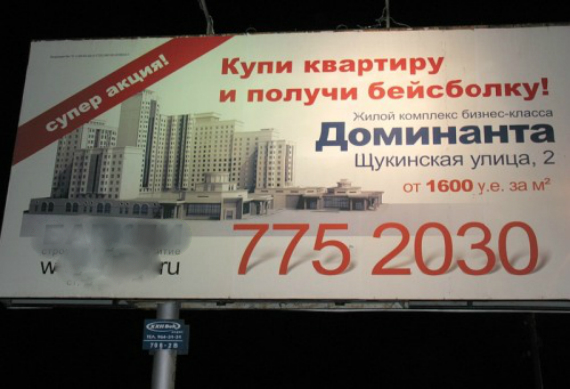 супер акция!
Купи квартиру
и получи бейсболку!
Жилой комплекс бизнес-класса
Доминанта
Щукинская улица, 2
от 1600 у.е. за м²
775 2030